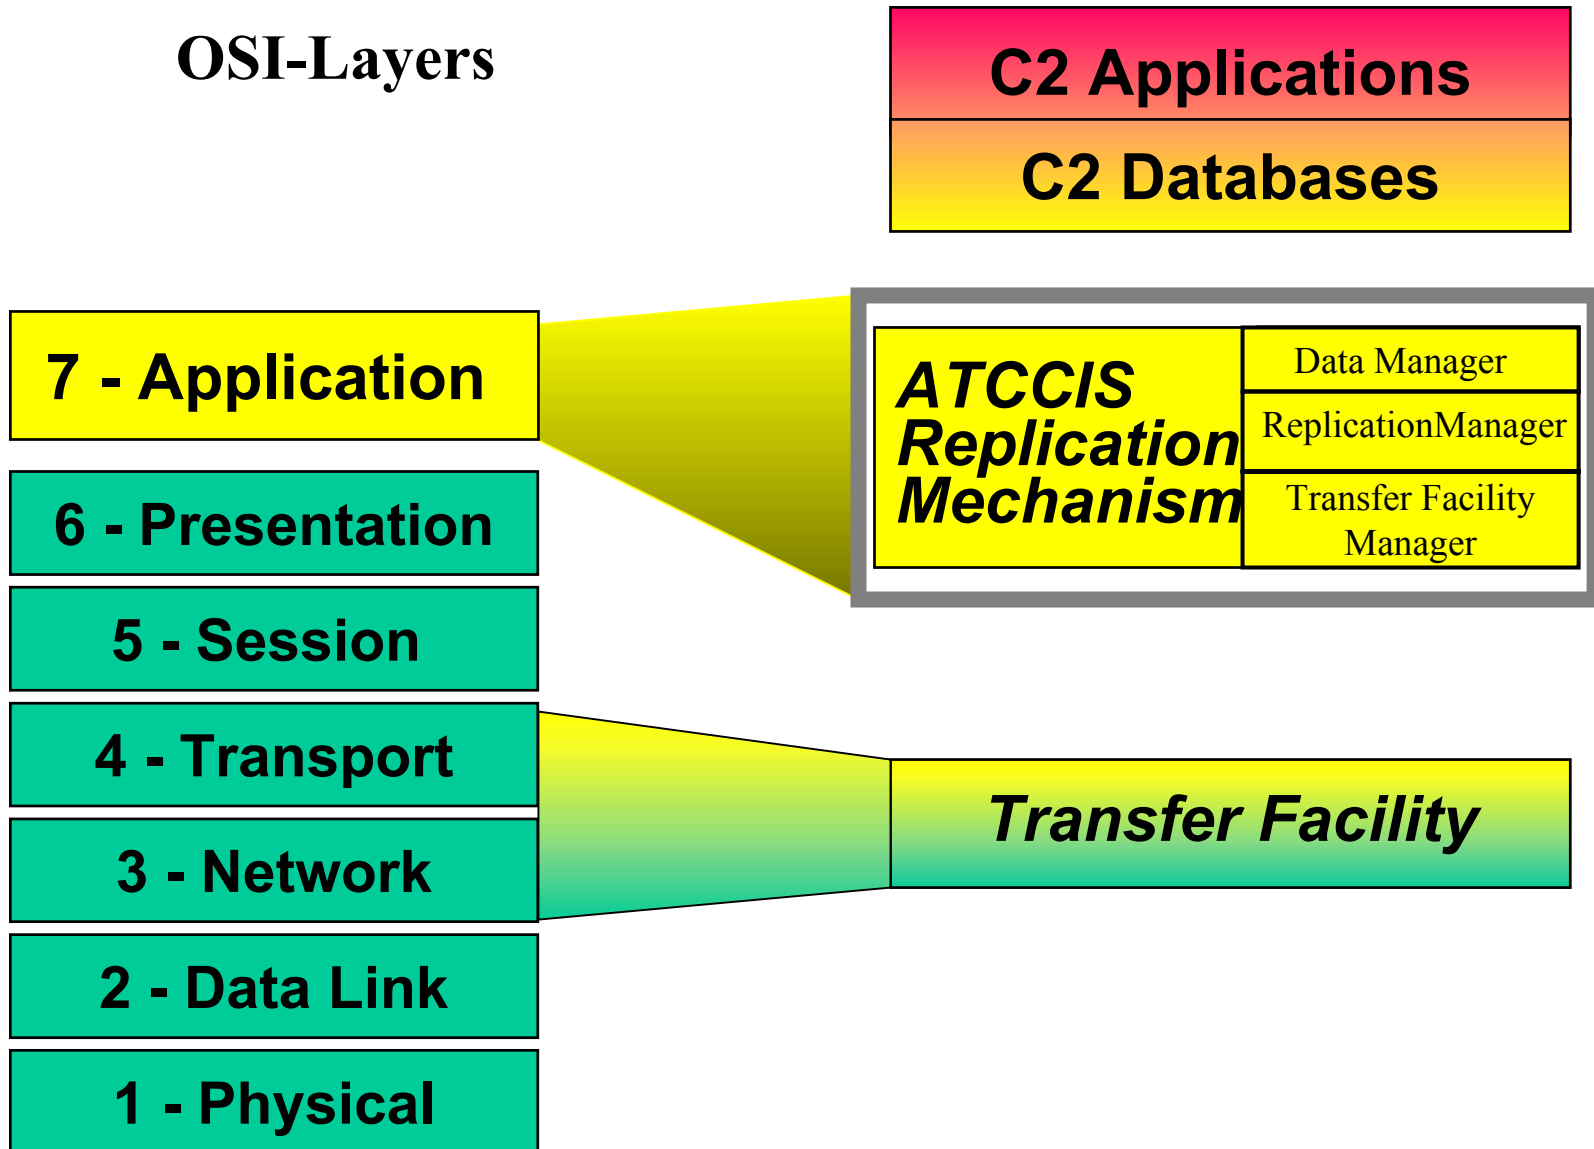 OSI-Layers
C2 Applications
C2 Databases
7 - Application
6 - Presentation
5 - Session
4 - Transport
3 - Network
2 - Data Link
1 - Physical
ATCCIS
Replication
Mechanism
Data Manager
ReplicationManager
Transfer Facility
Manager
Transfer Facility